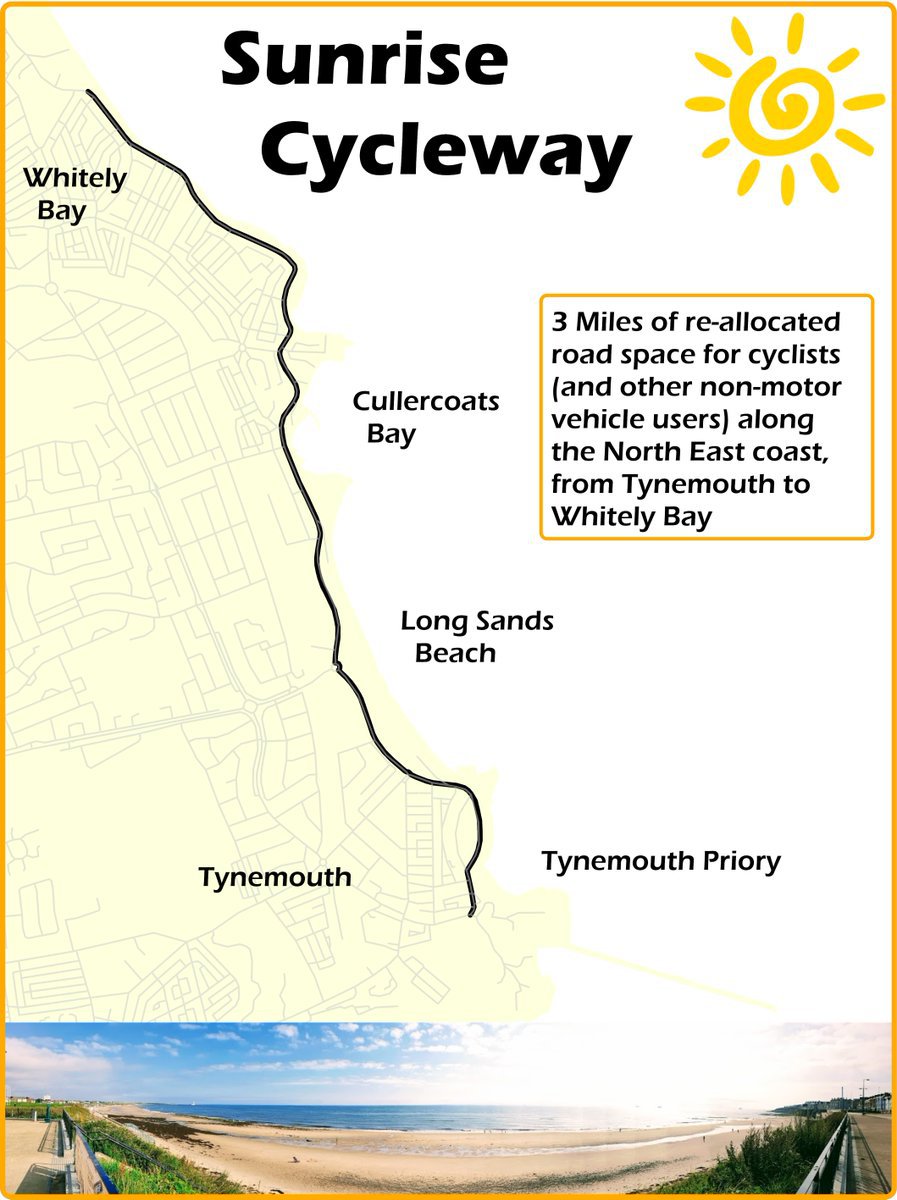 Sunrise
Cycleway
Whitely
Bay
3 Miles of re-allocated
road space for cyclists
(and other non-motor
vehicle users) along
the North East coast,
from Tynemouth to
Whitely Bay
Cullercoats
Bay
Long Sands
Beach
Tynemouth Priory
Tynemouth